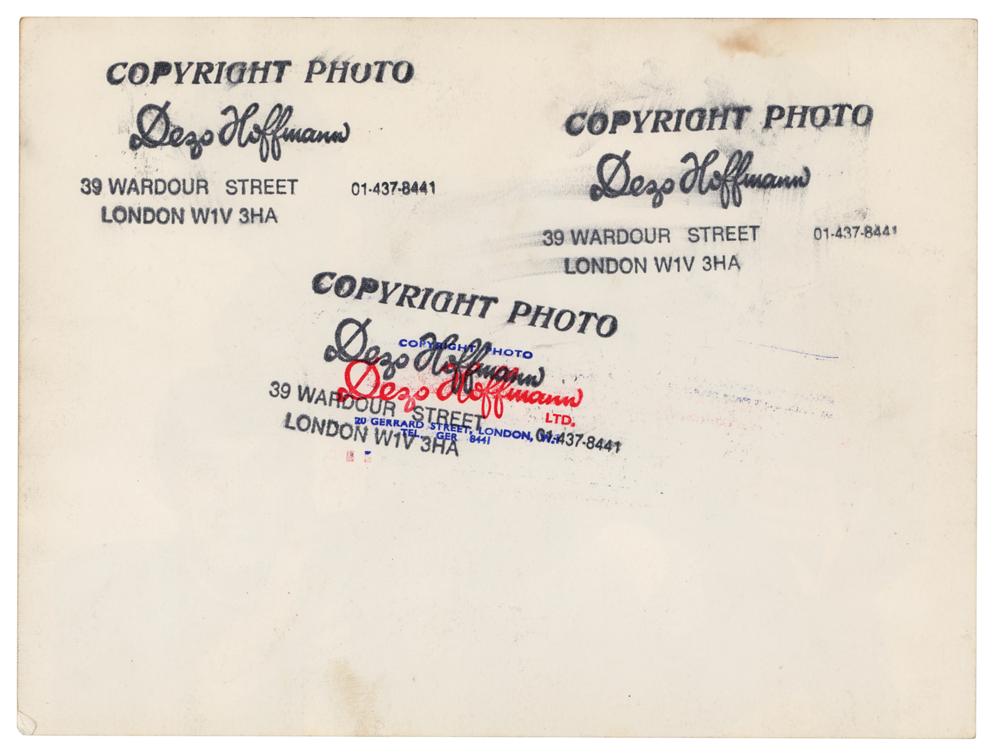 COPYRIGHT PHOTO
Dezo Hoffmann
39 WARDOUR STREET 01-437-8441
LONDON W1V 3HA
COPYRIGHT PHOTO
Dezo Hoffmann
39 WARDOUR STREET 01-437-8441
LONDON W1V 3HA
COPYRIGHT PHOTO
Dezo Hoffmann
39 WARDOUR STREET 01-437-8441
LONDON W1V 3HA
COPYRIGHT PHOTO
Dezo Hoffmann
LTD.
20 GERRARD STREET, LONDON,
TEL. GER 8441